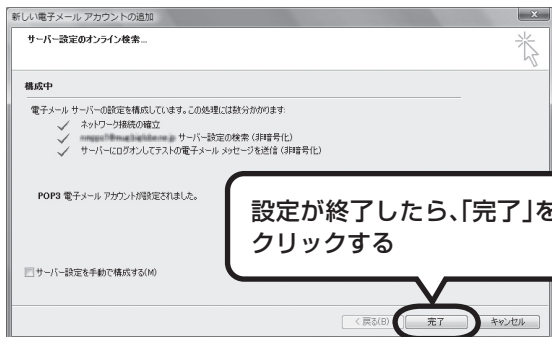 新しい電子メール アカウントの追加
サーバー設定のオンライン検索...
構成中
電子メール サーバーの設定を構成しています。この処理には数分かかります:
ネットワーク接続の確立
サーバー設定の検索 (非暗号化)
サーバーにログオンしてテストの電子メール メッセージを送信 (非暗号化)
POP3 電子メール アカウントが設定されました。
設定が終了したら、「完了」を
クリックする
サーバー設定を手動で構成する(M)
< 戻る(B) 完了 キャンセル